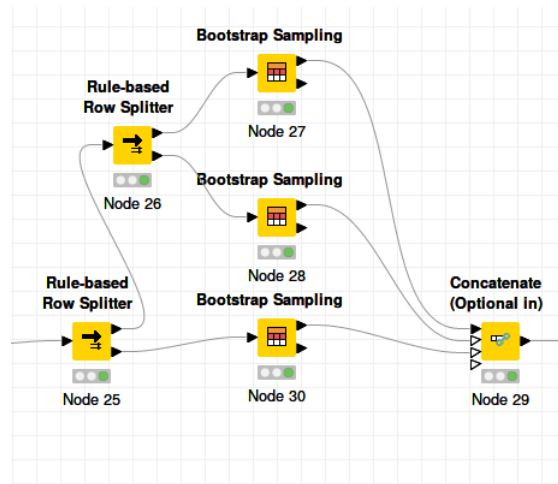 Bootstrap Sampling
Node 27
Rule-based
Row Splitter
Node 26
Bootstrap Sampling
Node 28
Rule-based
Row Splitter
Node 25
Bootstrap Sampling
Node 30
Concatenate
(Optional in)
Node 29